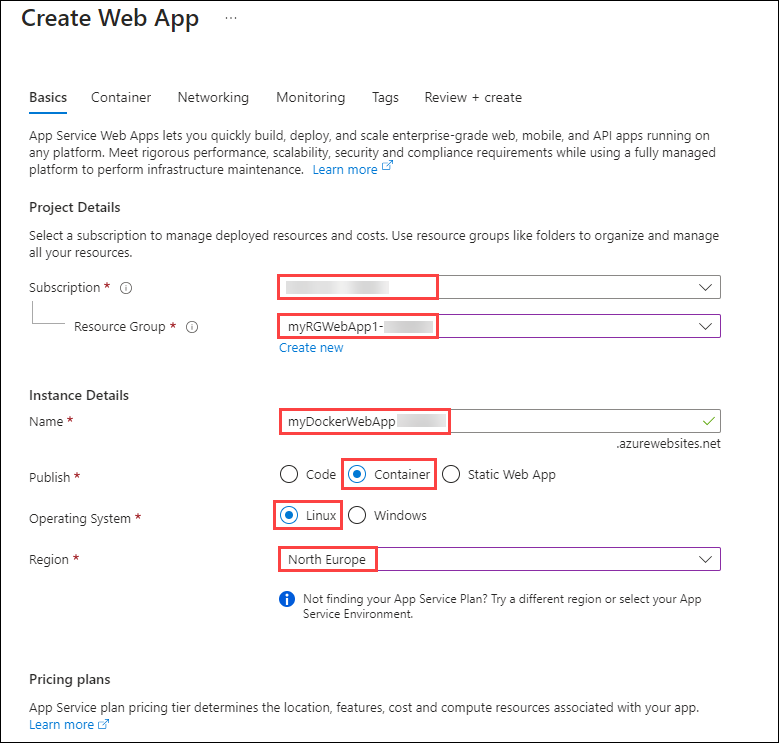 Create Web App ...
Basics Container Networking Monitoring Tags Review + create
App Service Web Apps lets you quickly build, deploy, and scale enterprise-grade web, mobile, and API apps running on
any platform. Meet rigorous performance, scalability, security and compliance requirements while using a fully managed
platform to perform infrastructure maintenance. Learn more
Project Details
Select a subscription to manage deployed resources and costs. Use resource groups like folders to organize and manage
all your resources.
Subscription *
Resource Group * myRGWebApp1-
Create new
Instance Details
Name * myDockerWebApp
.azurewebsites.net
Publish * Code Container Static Web App
Operating System * Linux Windows
Region * North Europe
Not finding your App Service Plan? Try a different region or select your App
Service Environment.
Pricing plans
App Service plan pricing tier determines the location, features, cost and compute resources associated with your app.
Learn more